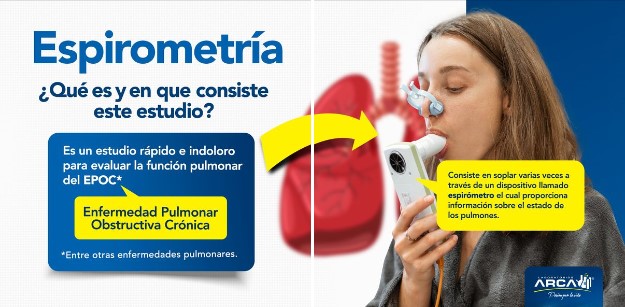 Espirometría
¿Qué es y en que consiste
este estudio?
Es un estudio rápido e indoloro
para evaluar la función pulmonar
del EPOC*
Enfermedad Pulmonar
Obstructiva Crónica
*Entre otras enfermedades pulmonares.
Consiste en soplar varias veces a
través de un dispositivo llamado
espirómetro el cual proporciona
información sobre el estado de
los pulmones.
ARCA